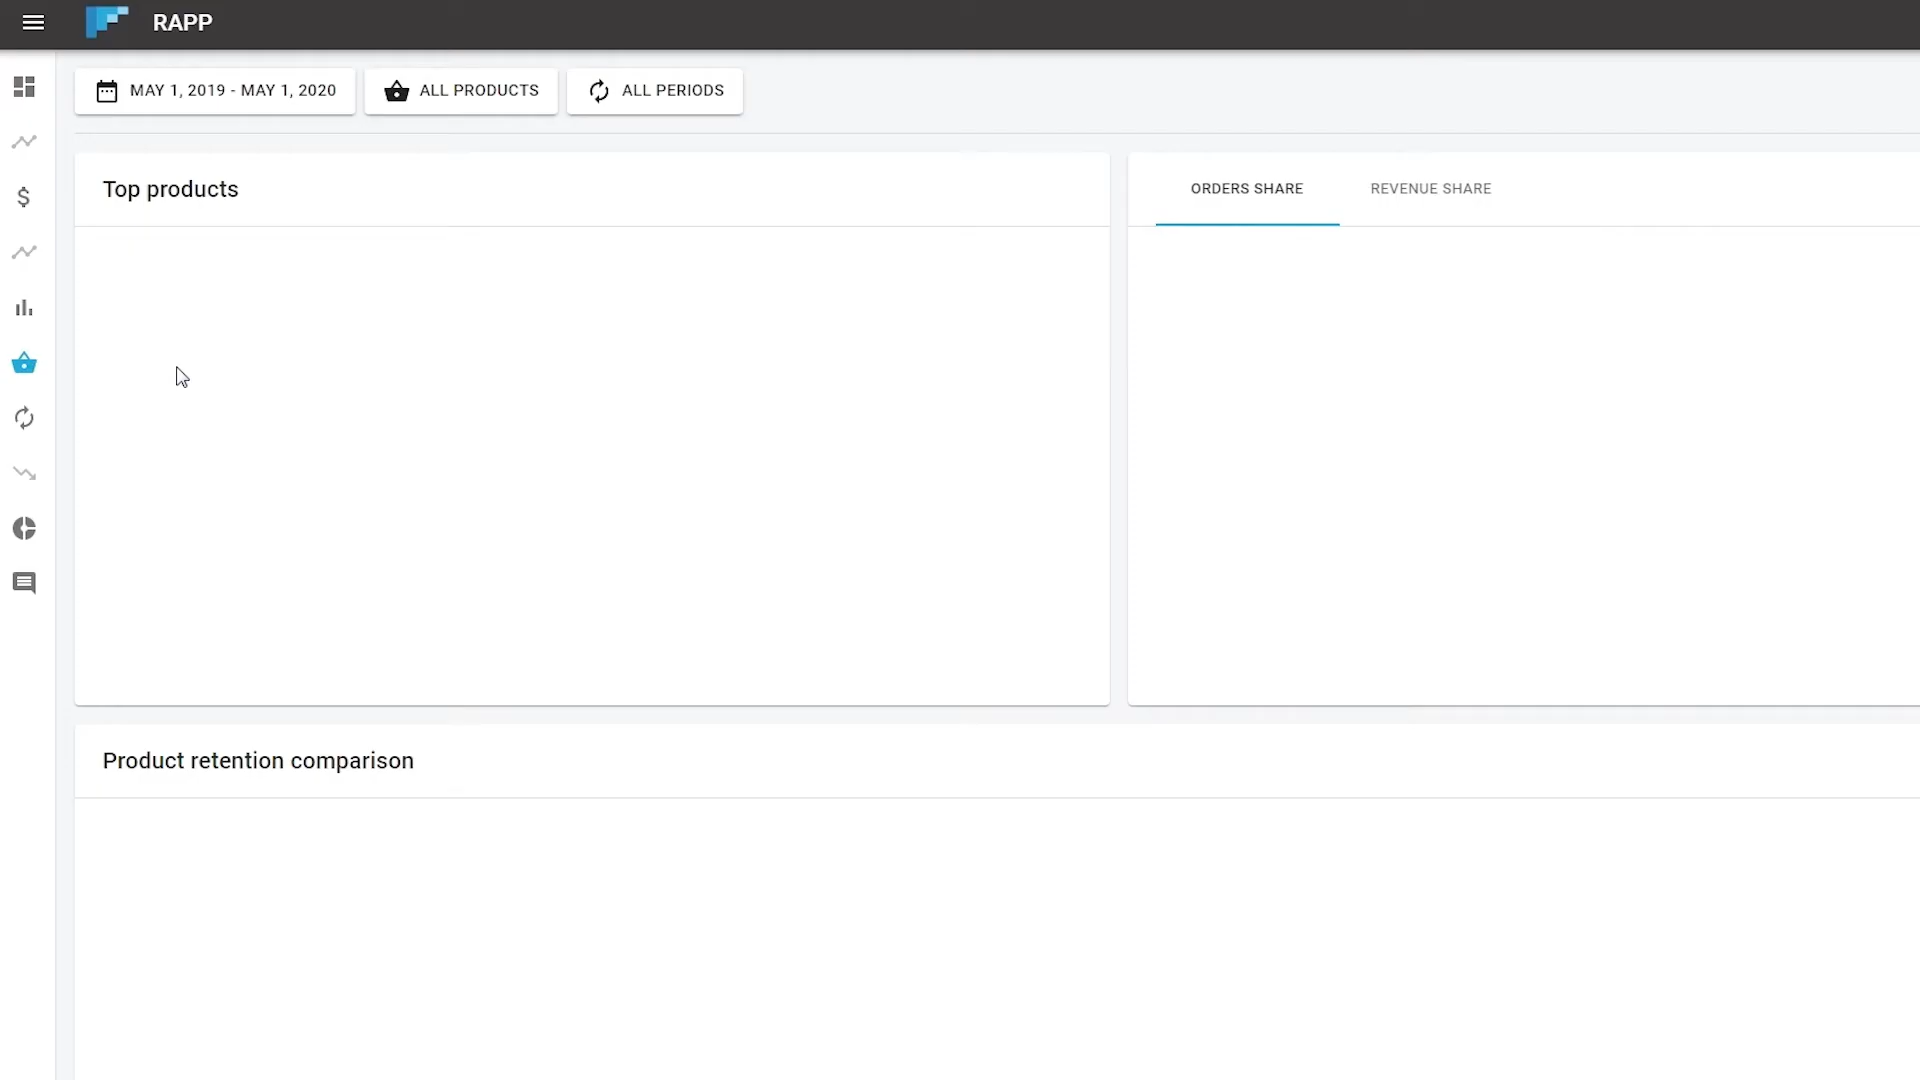 RAPP
MAY 1, 2019 - MAY 1, 2020
ALL PRODUCTS
ALL PERIODS
Top products
ORDERS SHARE
REVENUE SHARE
Product retention comparison